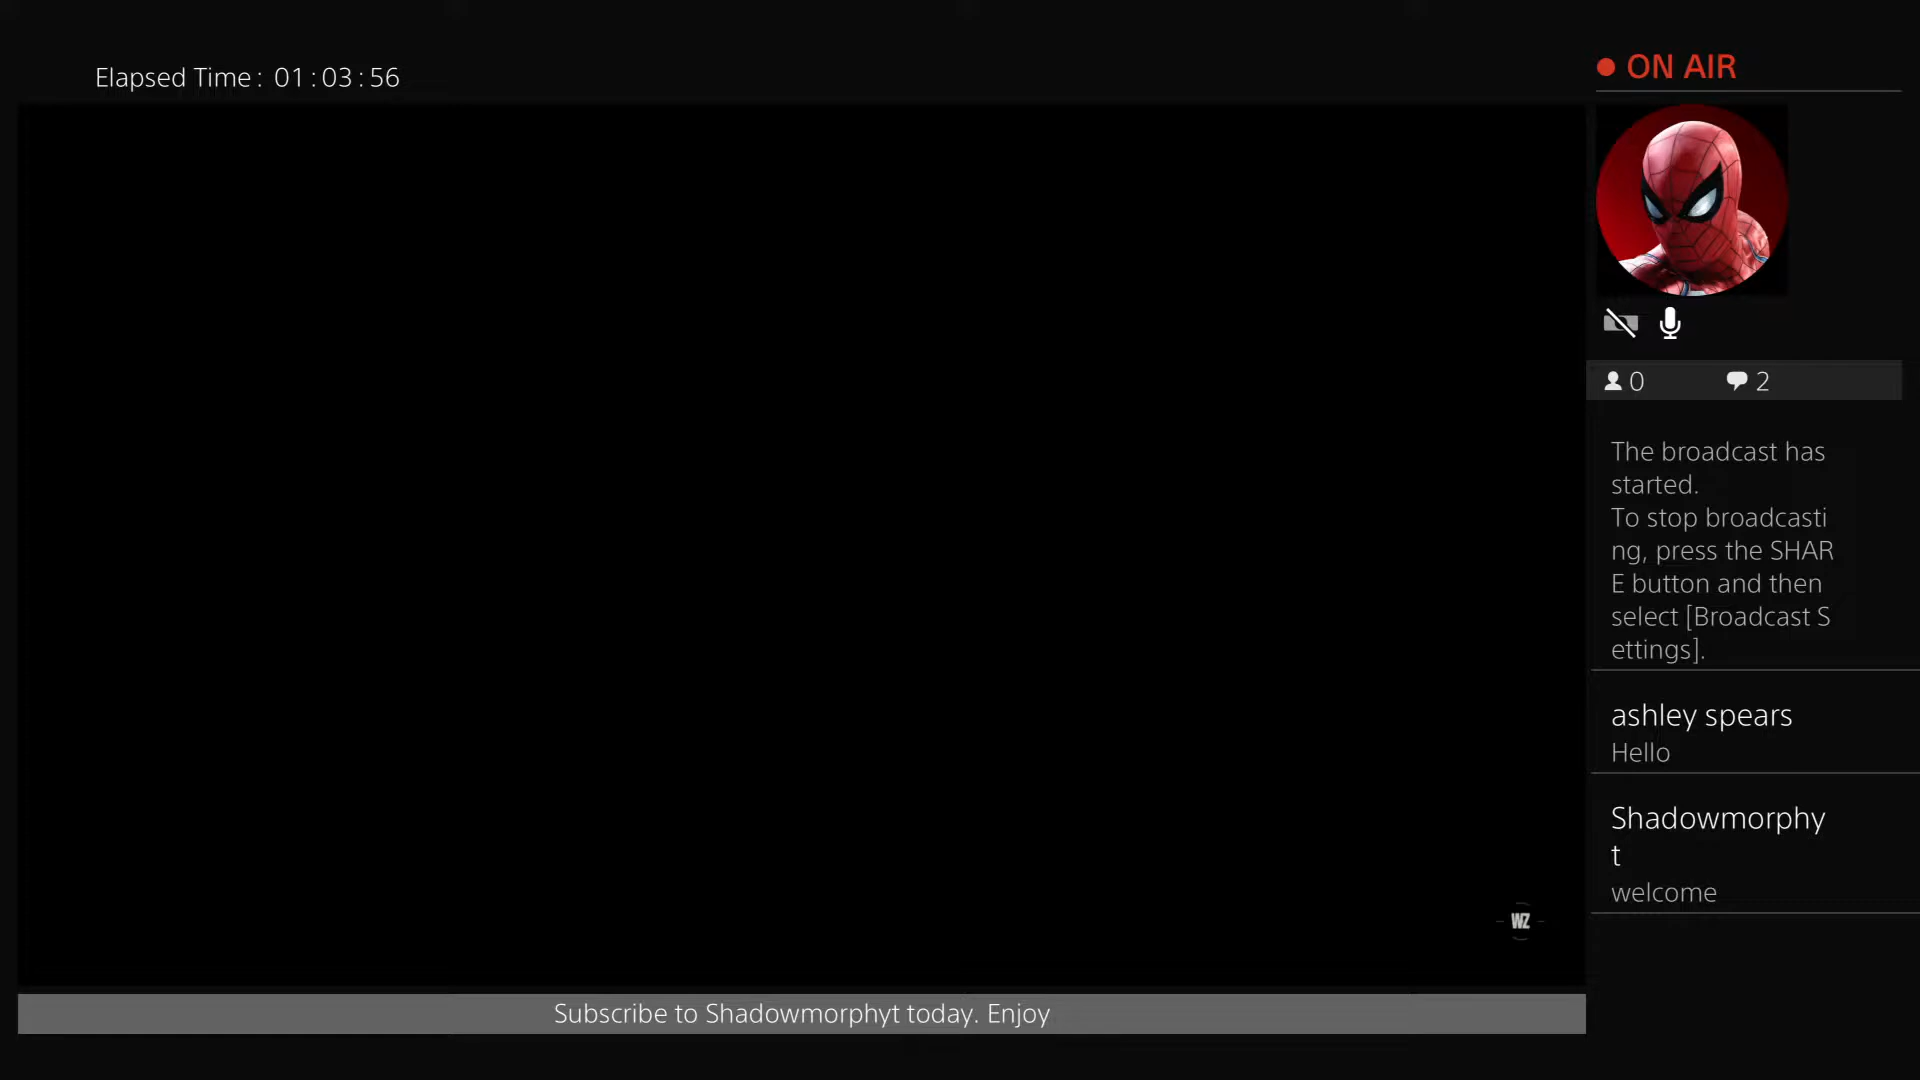 Elapsed Time: 01:03:56
ON AIR
0 2
The broadcast has
started.
To stop broadcasti
ng, press the SHAR
E button and then
select [Broadcast S
ettings].
ashley spears
Hello
Shadowmorphy
t
welcome
WZ
Subscribe to Shadowmorphyt today. Enjoy